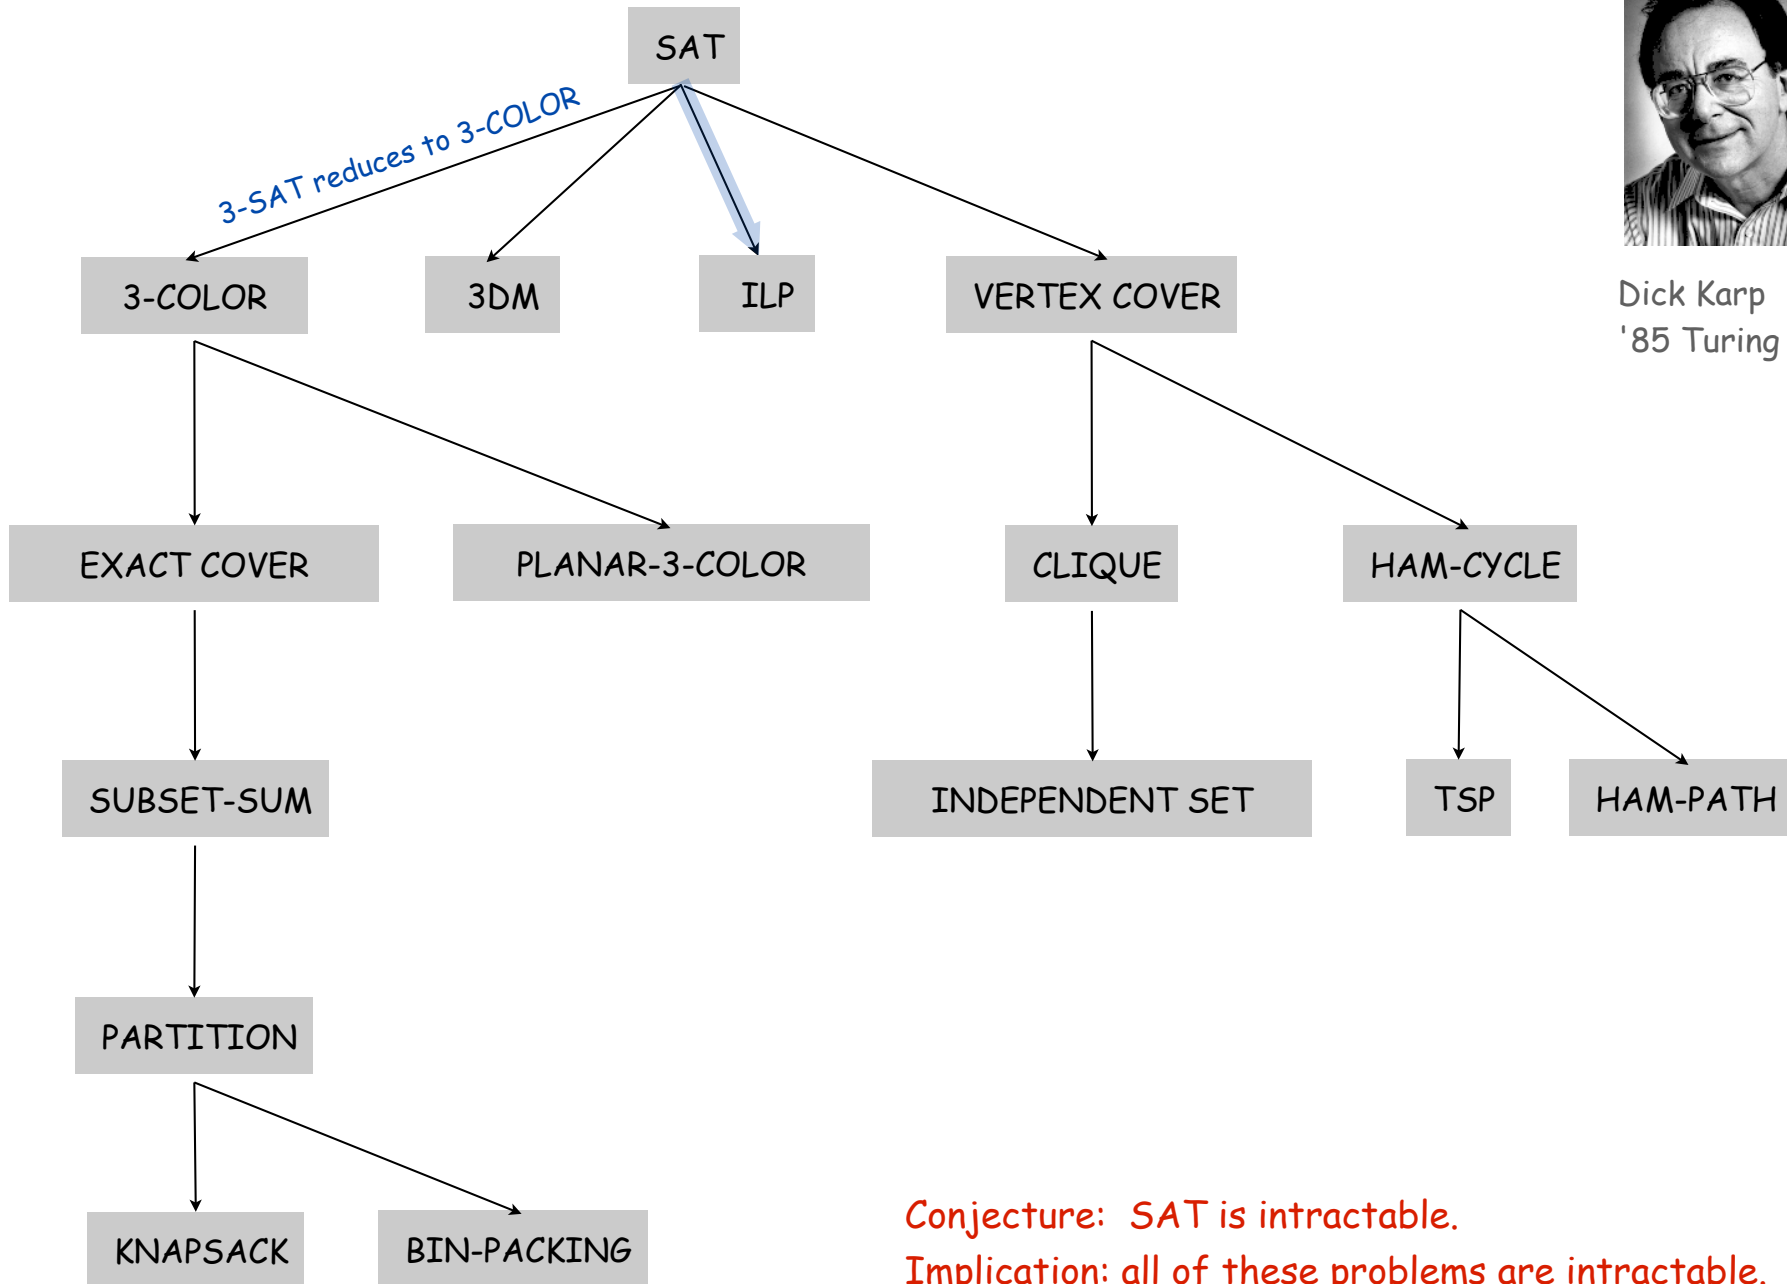 SAT
3-SAT reduces to 3-COLOR
3-COLOR
3DM
ILP
VERTEX COVER
Dick Karp
'85 Turing
EXACT COVER
PLANAR-3-COLOR
CLIQUE
HAM-CYCLE
SUBSET-SUM
INDEPENDENT SET
TSP
HAM-PATH
PARTITION
KNAPSACK
BIN-PACKING
Conjecture: SAT is intractable.
Implication: all of these problems are intractable.